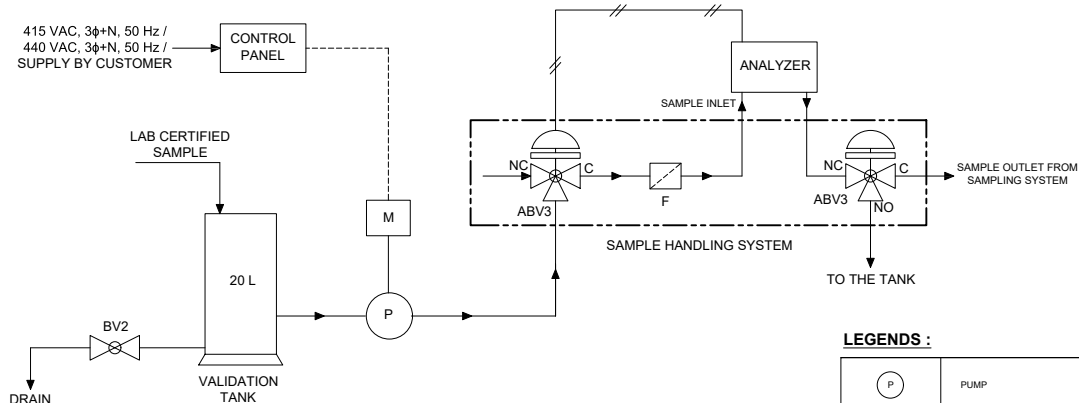 415 VAC, 3ϕ+N, 50 Hz /
440 VAC, 3ϕ+N, 50 Hz /
SUPPLY BY CUSTOMER
CONTROL
PANEL
ANALYZER
SAMPLE INLET
LAB CERTIFIED
SAMPLE
NC
C
ABV3
F
NC
C
ABV3
NO
SAMPLE OUTLET FROM
SAMPLING SYSTEM
M
SAMPLE HANDLING SYSTEM
TO THE TANK
20 L
P
BV2
DRAIN
VALIDATION
TANK
LEGENDS :
P
PUMP